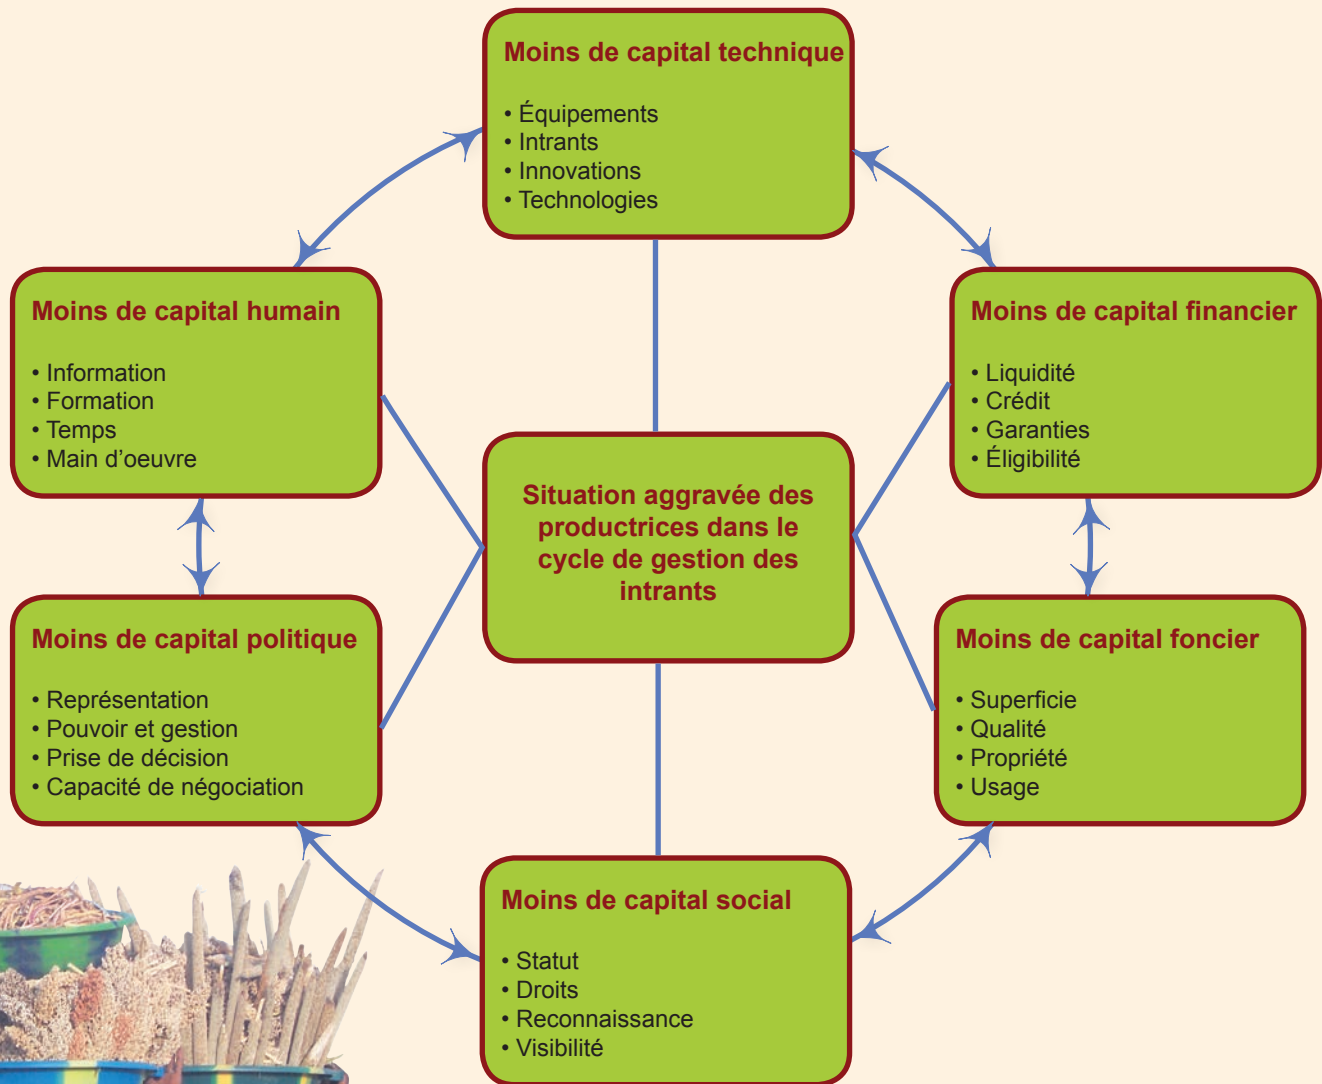 Moins de capital technique
• Équipements
• Intrants
• Innovations
• Technologies
Moins de capital humain
• Information
• Formation
• Temps
• Main d'oeuvre
Moins de capital financier
• Liquidité
• Crédit
• Garanties
• Éligibilité
Situation aggravée des
productrices dans le
cycle de gestion des
intrants
Moins de capital politique
• Représentation
• Pouvoir et gestion
• Prise de décision
• Capacité de négociation
Moins de capital foncier
• Superficie
• Qualité
• Propriété
• Usage
Moins de capital social
• Statut
• Droits
• Reconnaissance
• Visibilité